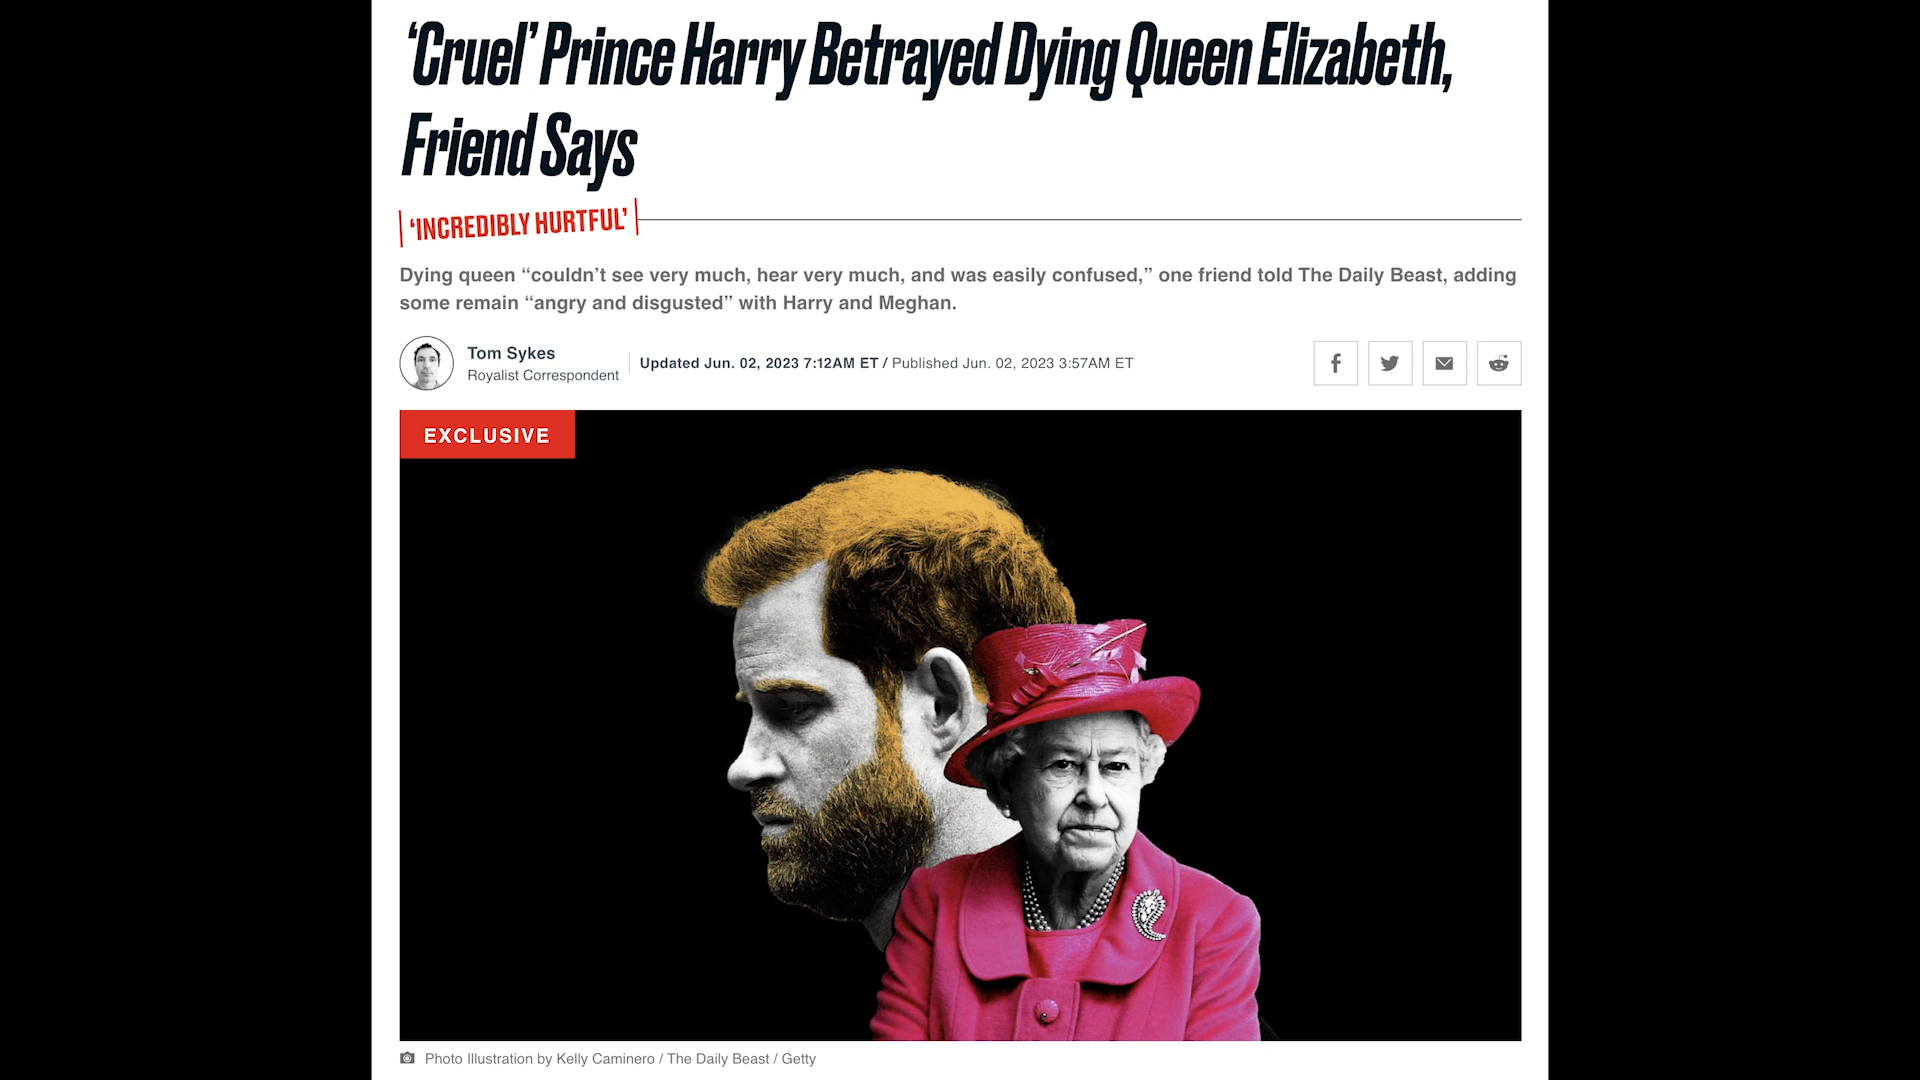 ‘Cruel’ Prince Harry Betrayed Dying Queen Elizabeth,
Friend Says
‘INCREDIBLY HURTFUL’
Dying queen “couldn’t see very much, hear very much, and was easily confused,” one friend told The Daily Beast, adding
some remain “angry and disgusted” with Harry and Meghan.
Tom Sykes
Royalist Correspondent
Updated Jun. 02, 2023 7:12AM ET / Published Jun. 02, 2023 3:57AM ET
EXCLUSIVE
Photo Illustration by Kelly Caminero / The Daily Beast / Getty